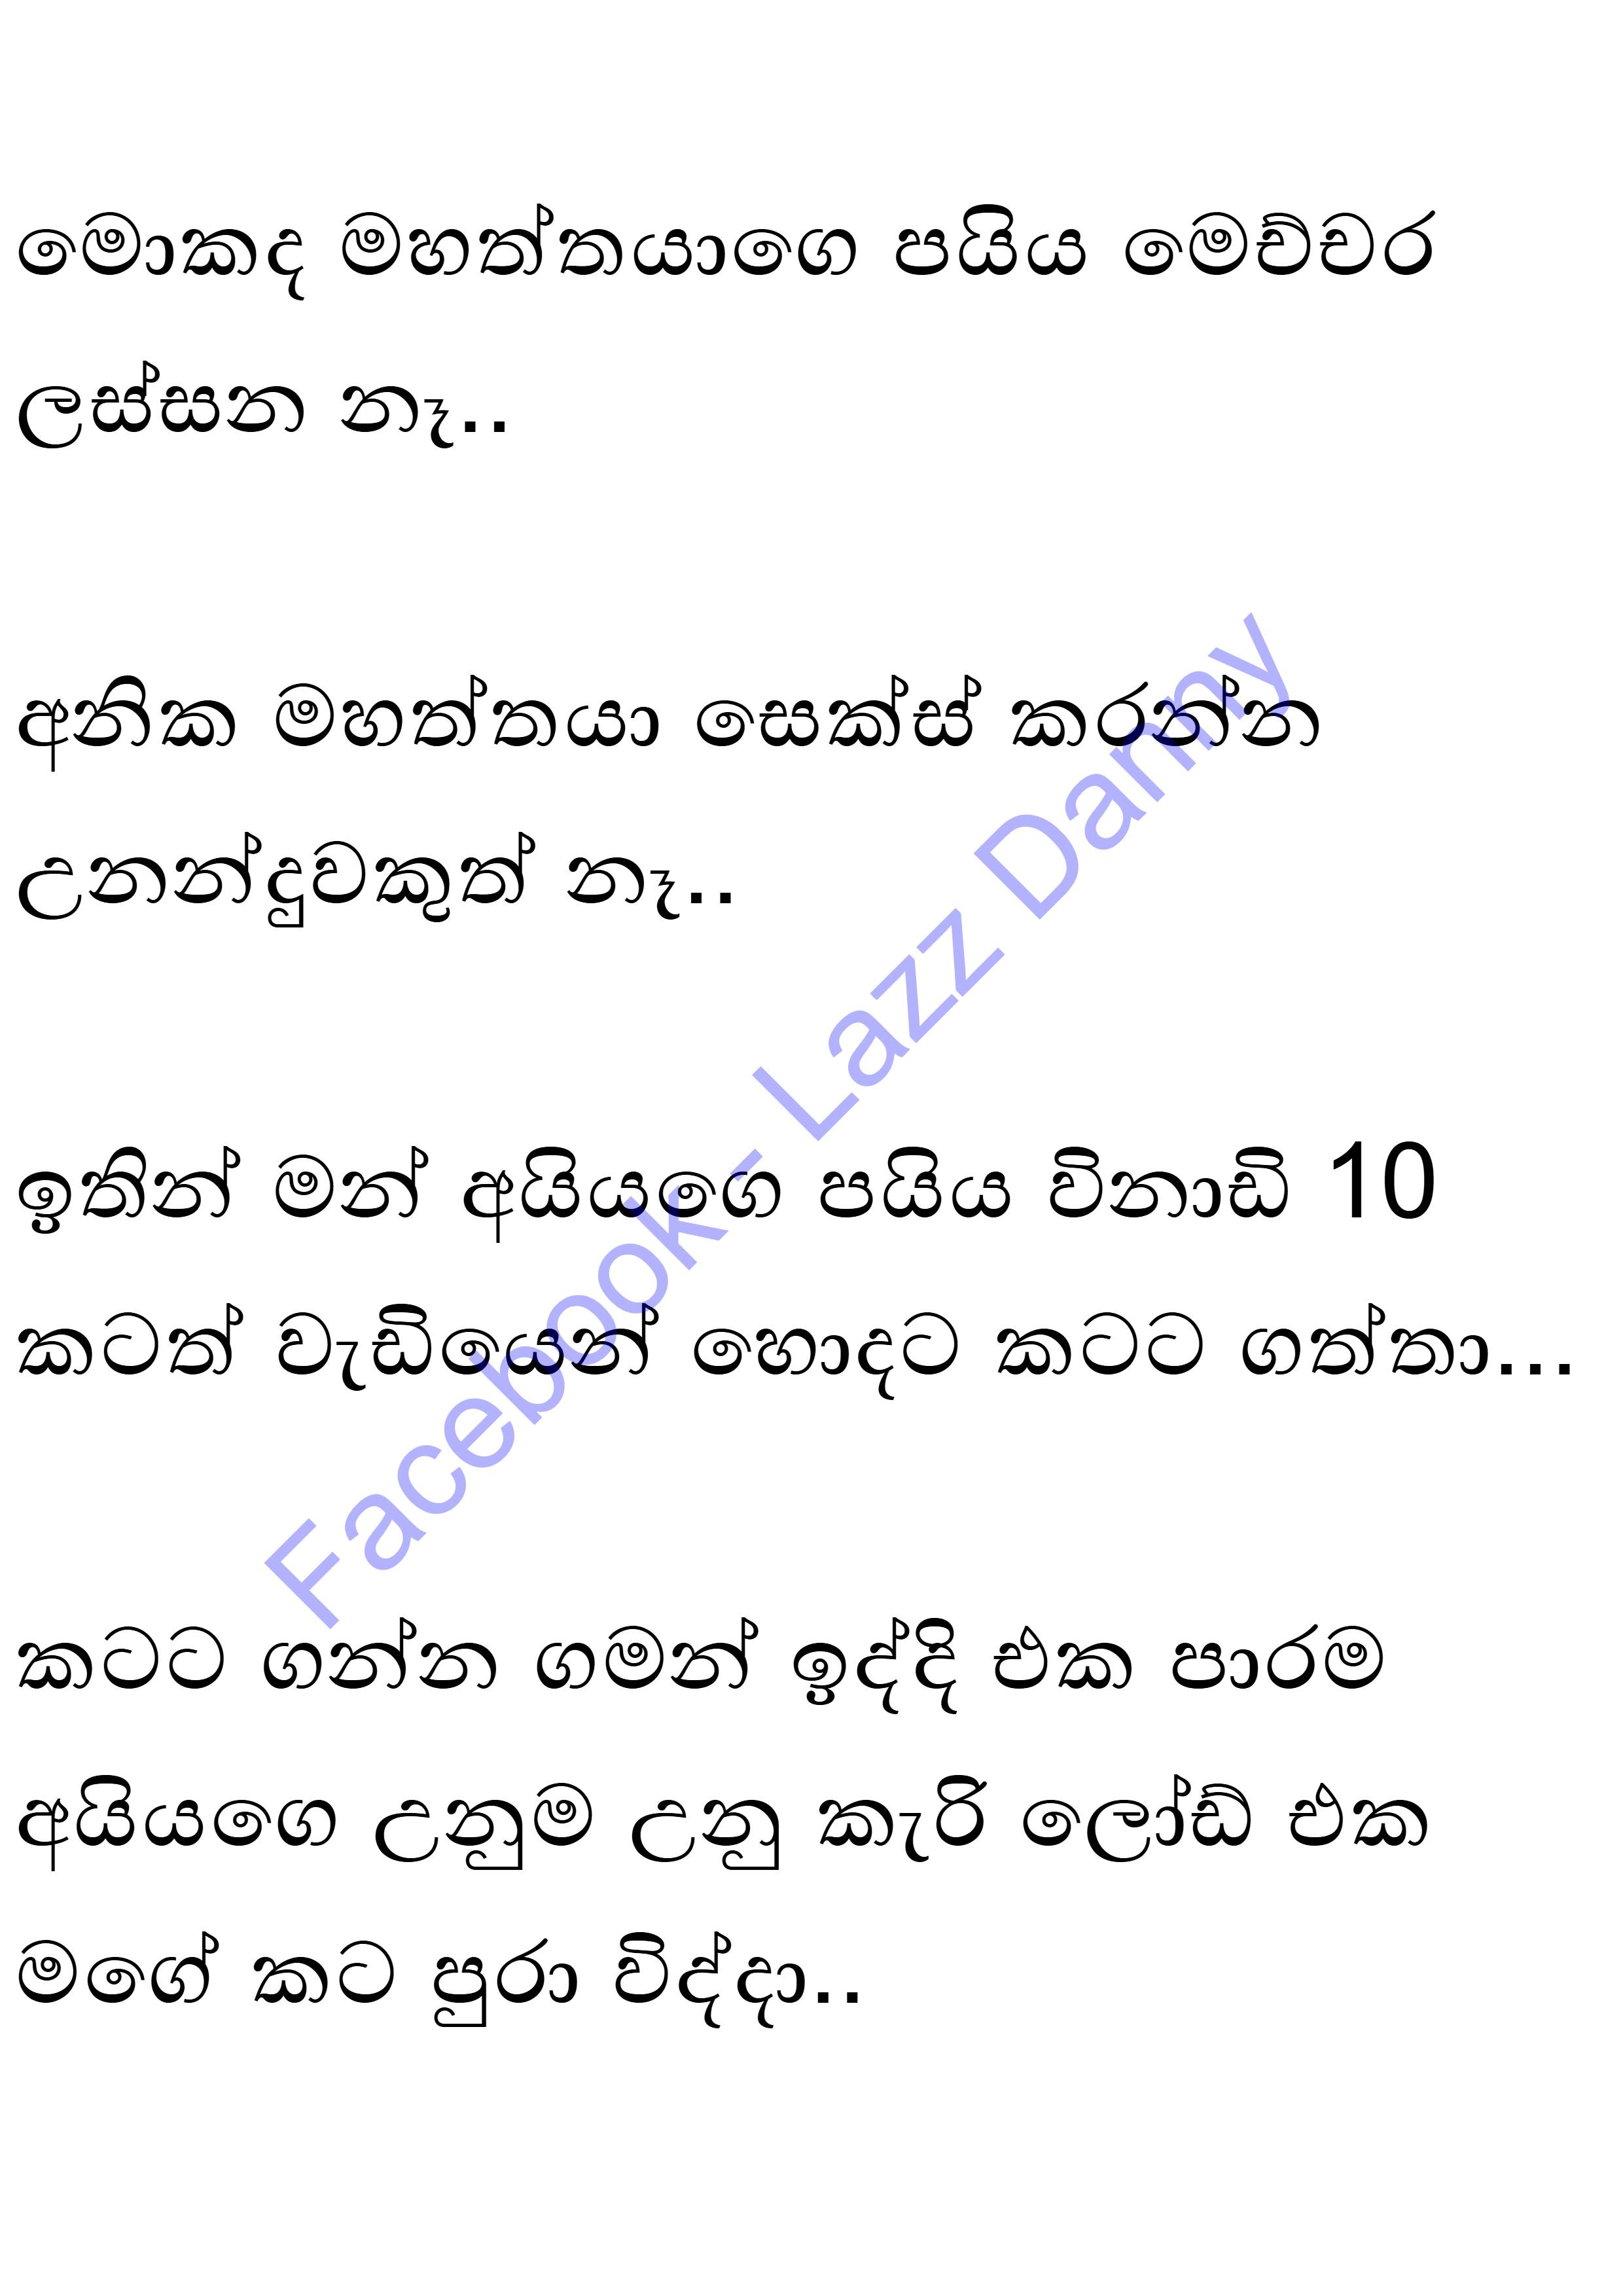 මොකද මහත්තයාගෙ පයිය මෙච්චර
ලස්සන නෑ..
අනික මහත්තයා සෙක්ස් කරන්න
උනන්දුවකුත් නෑ..
ඉතින් මන් අයියගෙ පයිය විනාඩි 10
කටත් වැඩියෙන් හොදට කටට ගත්තා...
කටට ගන්න ගමන් ඉද්දි එක පාරම
අයියගෙ උනුම උනු කැරි ලෝඩ් එක
මගේ කට පුරා විද්දා..
Facebook- Lazz Danny